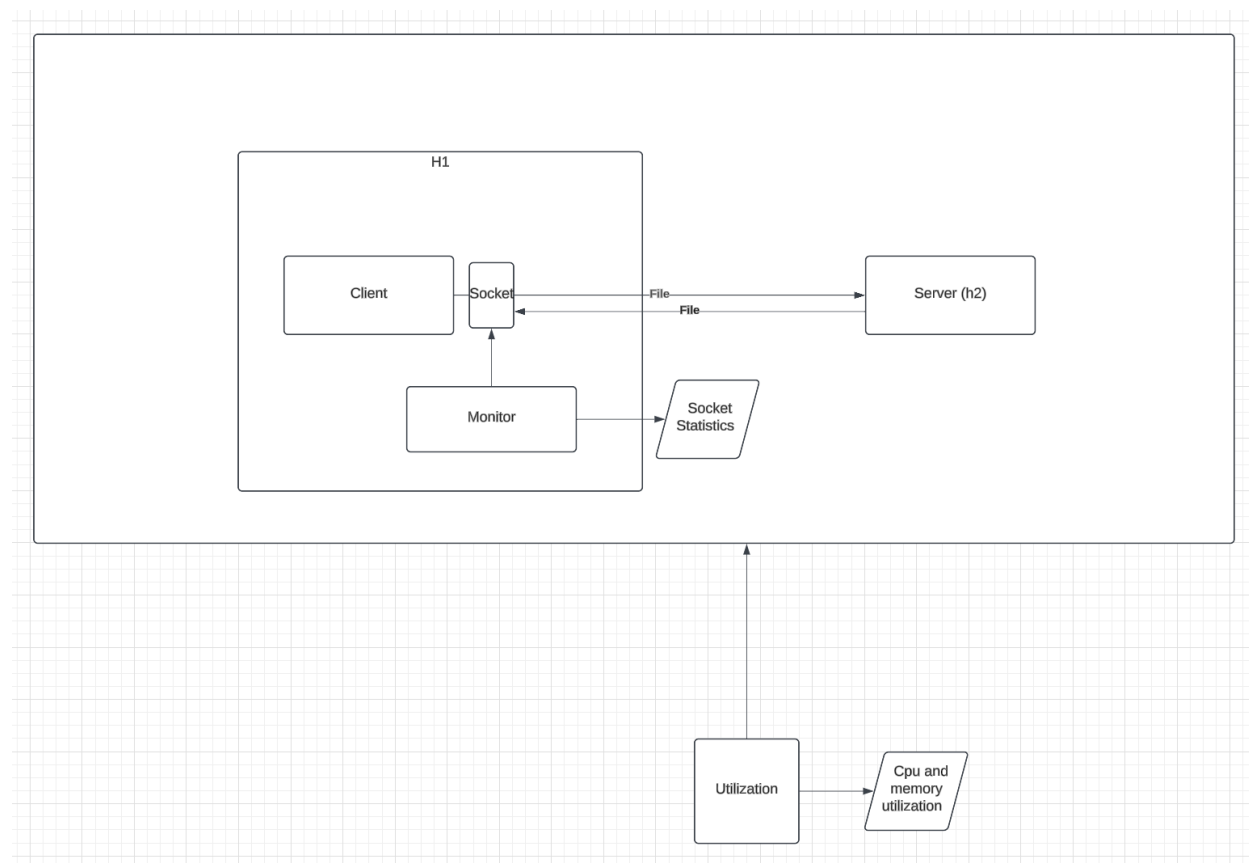 H1
Client
Socket
File
Server (h2)
File
Monitor
Socket
Statistics
Utilization
Cpu and
memory
utilization